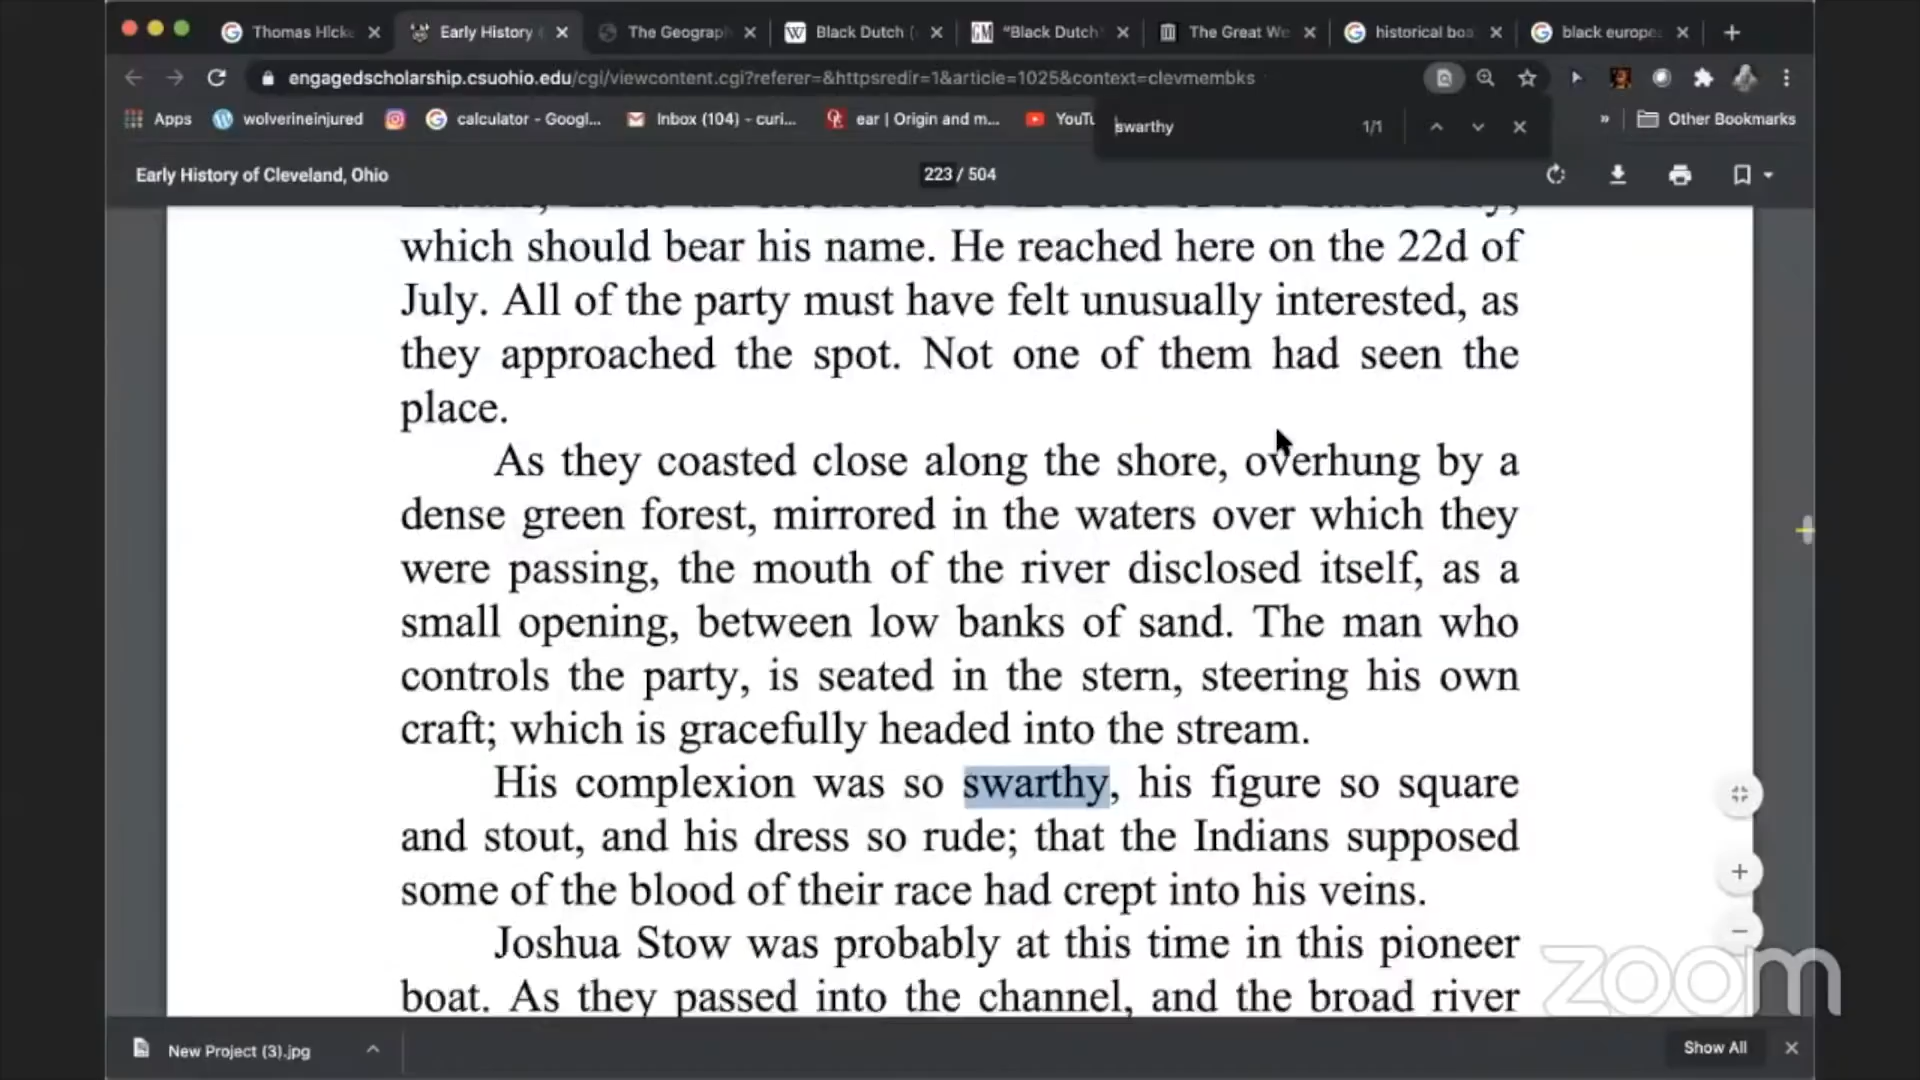 Thomas Hicke
Early History
The Geograph
Black Dutch (
"Black Dutch"
The Great We
historical boa
black europe
engagedscholarship.csuohio.edu/cgi/viewcontent.cgi?referer=&httpsredir=1&article=1025&context=clevmembks
Apps
wolverineinjured
calculator - Googl...
Inbox (104) - curi...
ear | Origin and m...
YouTu
swarthy
1/1
»
Other Bookmarks
Early History of Cleveland, Ohio
223 / 504
which should bear his name. He reached here on the 22d of
July. All of the party must have felt unusually interested, as
they approached the spot. Not one of them had seen the
place.
As they coasted close along the shore, overhung by a
dense green forest, mirrored in the waters over which they
were passing, the mouth of the river disclosed itself, as a
small opening, between low banks of sand. The man who
controls the party, is seated in the stern, steering his own
craft; which is gracefully headed into the stream.
His complexion was so swarthy, his figure so square
and stout, and his dress so rude; that the Indians supposed
some of the blood of their race had crept into his veins.
Joshua Stow was probably at this time in this pioneer
boat. As they passed into the channel, and the broad river
zoom
New Project (3).jpg
Show All